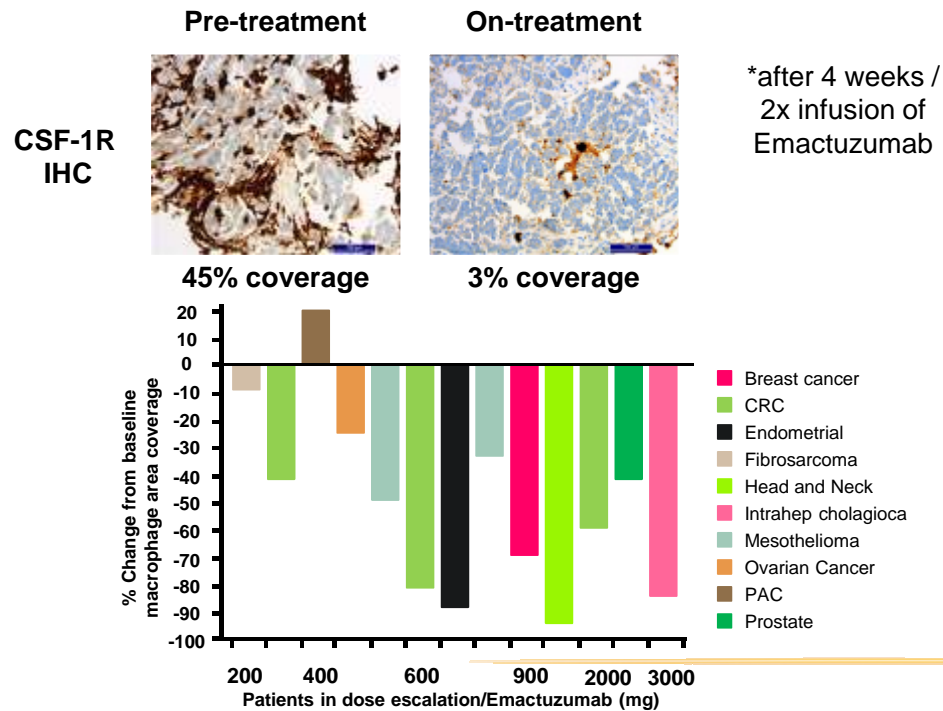 Pre-treatment
On-treatment
CSF-1R
IHC
*after 4 weeks /
2x infusion of
Emactuzumab
45% coverage
3% coverage
% Change from baseline
macrophage area coverage
20
10
0
-10
-20
-30
-40
-50
-60
-70
-80
-90
-100
200
400
600
900
2000
3000
Patients in dose escalation/Emactuzumab (mg)
Breast cancer
CRC
Endometrial
Fibrosarcoma
Head and Neck
Intrahep cholagioca
Mesothelioma
Ovarian Cancer
PAC
Prostate